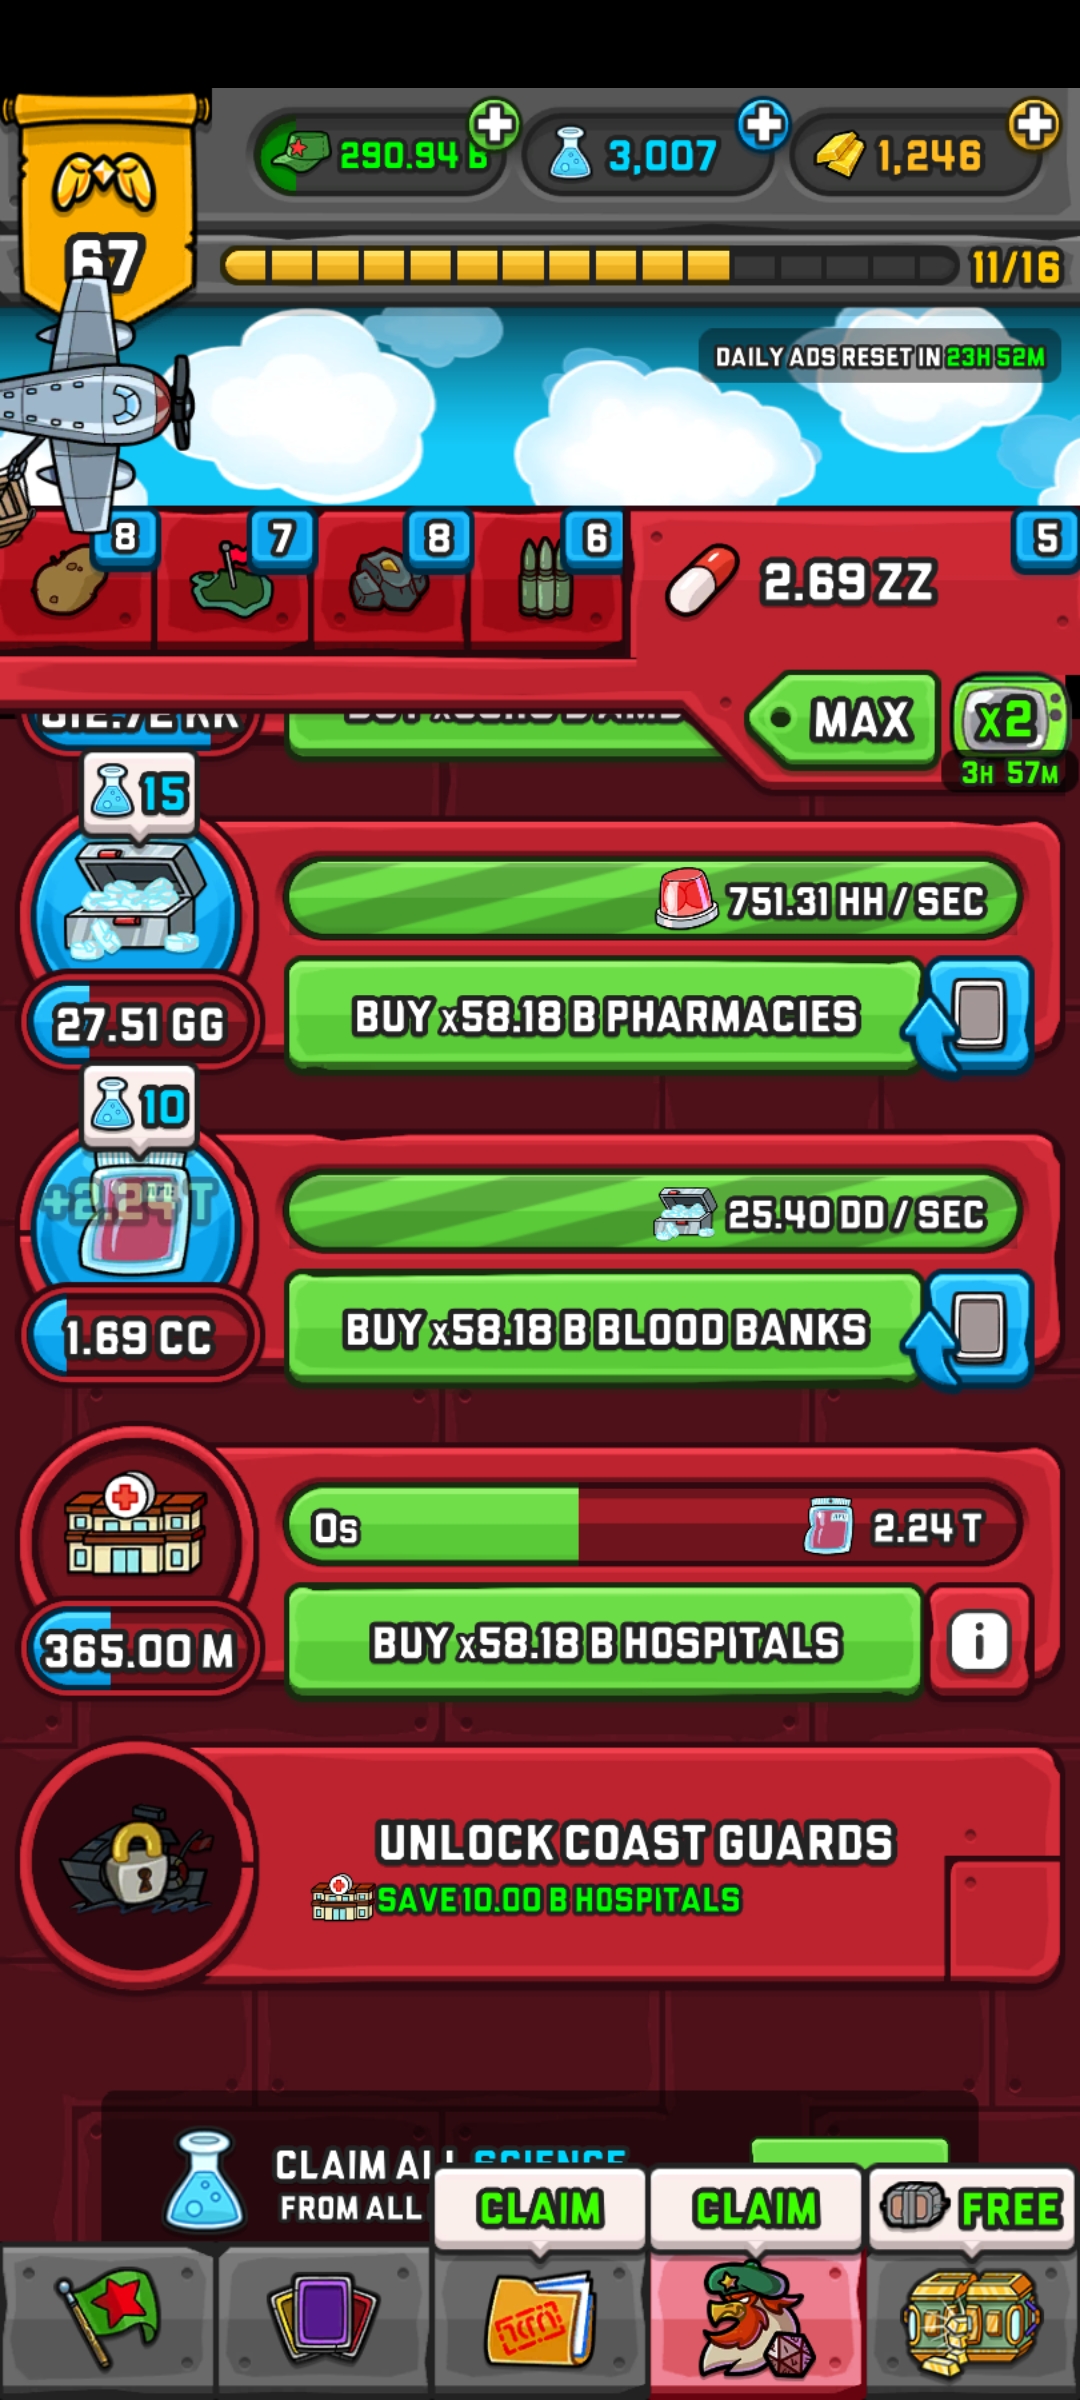 290.94 B
3,007
1,246
67
11/16
DAILY ADS RESET IN 23H 52M
8
7
8
6
5
2.69 ZZ
MAX
x2
3H 57M
15
751.31 HH / SEC
27.51 GG
BUY x58.18 B PHARMACIES
10
+2.24 T
25.40 DD / SEC
1.69 CC
BUY x58.18 B BLOOD BANKS
0s
2.24 T
365.00 M
BUY x58.18 B HOSPITALS
i
UNLOCK COAST GUARDS
SAVE 10.00 B HOSPITALS
CLAIM ALL SCIENCE
FROM ALL
CLAIM
CLAIM
FREE